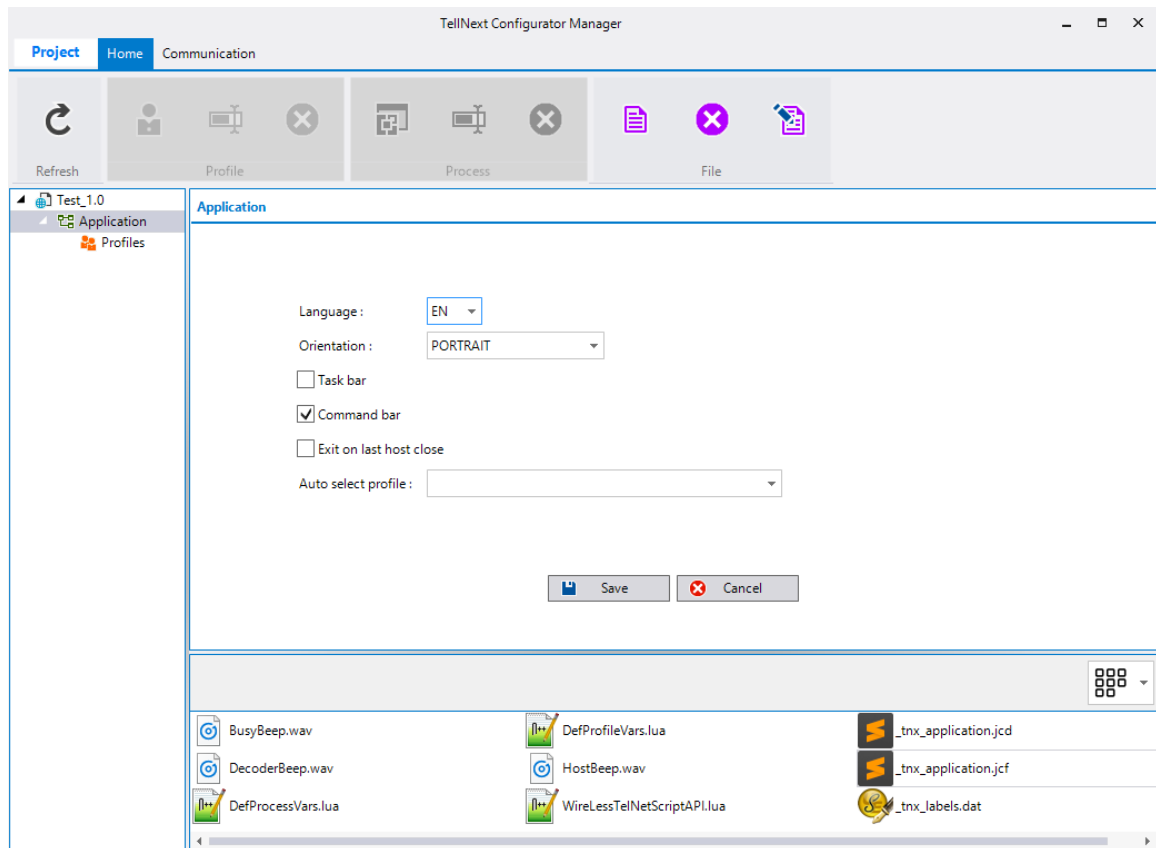 TellNext Configurator Manager
Project Home Communication
Refresh Profile Process File
Test_1.0
Application
Profiles
Application
Language :
EN
Orientation :
PORTRAIT
Task bar
Command bar
Exit on last host close
Auto select profile :
Save Cancel
BusyBeep.wav DefProfileVars.lua _tnx_application.jcd
DecoderBeep.wav HostBeep.wav _tnx_application.jcf
DefProcessVars.lua WireLessTelNetScriptAPI.lua _tnx_labels.dat